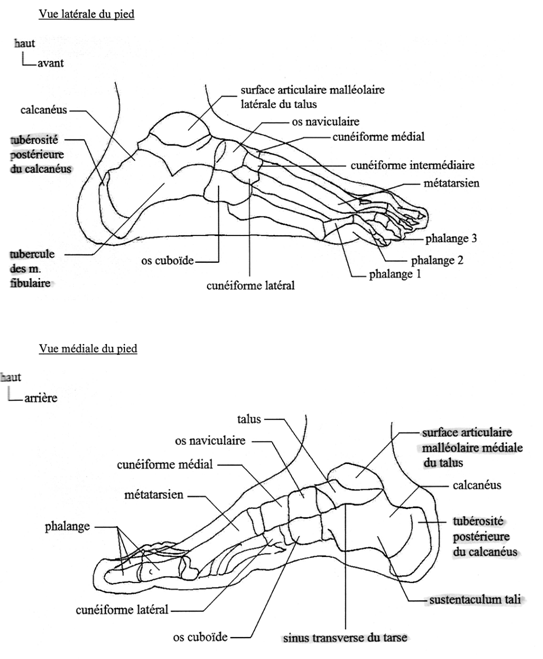 Vue latérale du pied
haut
avant
surface articulaire malléolaire
latérale du talus
calcanéus
os naviculaire
cunéiforme médial
tubérosité
postérieure
du calcanéus
cunéiforme intermédiaire
métatarsien
phalange 3
tubercule
des m.
fibulaire
os cuboïde
phalange 2
phalange 1
cunéiforme latéral
Vue médiale du pied
haut
arrière
talus
os naviculaire
surface articulaire
malléolaire médiale
du talus
cunéiforme médial
calcanéus
métatarsien
phalange
tubérosité
postérieure
du calcanéus
cunéiforme latéral
sustentaculum tali
os cuboïde
sinus transverse du tarse